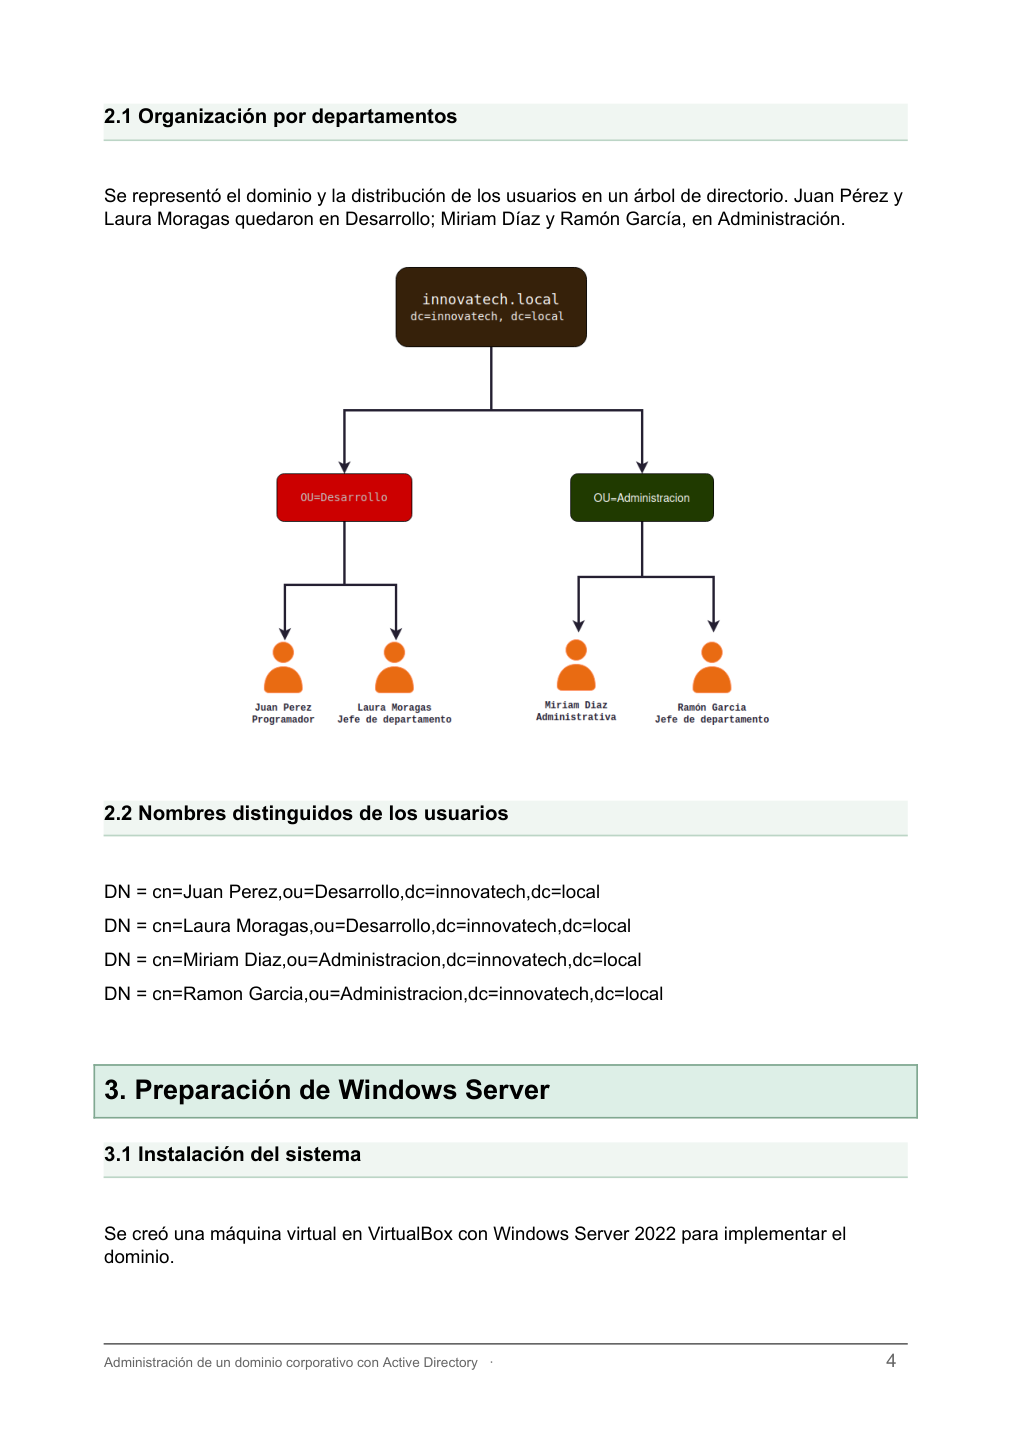 2.1 Organización por departamentos
Se representó el dominio y la distribución de los usuarios en un árbol de directorio. Juan Pérez y
Laura Moragas quedaron en Desarrollo; Miriam Díaz y Ramón García, en Administración.
innovatech.local
dc=innovatech, dc=local
OU=Desarrollo
OU=Administracion
Juan Perez
Programador
Laura Moragas
Jefe de departamento
Miriam Diaz
Administrativa
Ramón Garcia
Jefe de departamento
2.2 Nombres distinguidos de los usuarios
DN = cn=Juan Perez,ou=Desarrollo,dc=innovatech,dc=local
DN = cn=Laura Moragas,ou=Desarrollo,dc=innovatech,dc=local
DN = cn=Miriam Diaz,ou=Administracion,dc=innovatech,dc=local
DN = cn=Ramon Garcia,ou=Administracion,dc=innovatech,dc=local
3. Preparación de Windows Server
3.1 Instalación del sistema
Se creó una máquina virtual en VirtualBox con Windows Server 2022 para implementar el
dominio.
Administración de un dominio corporativo con Active Directory ·
4